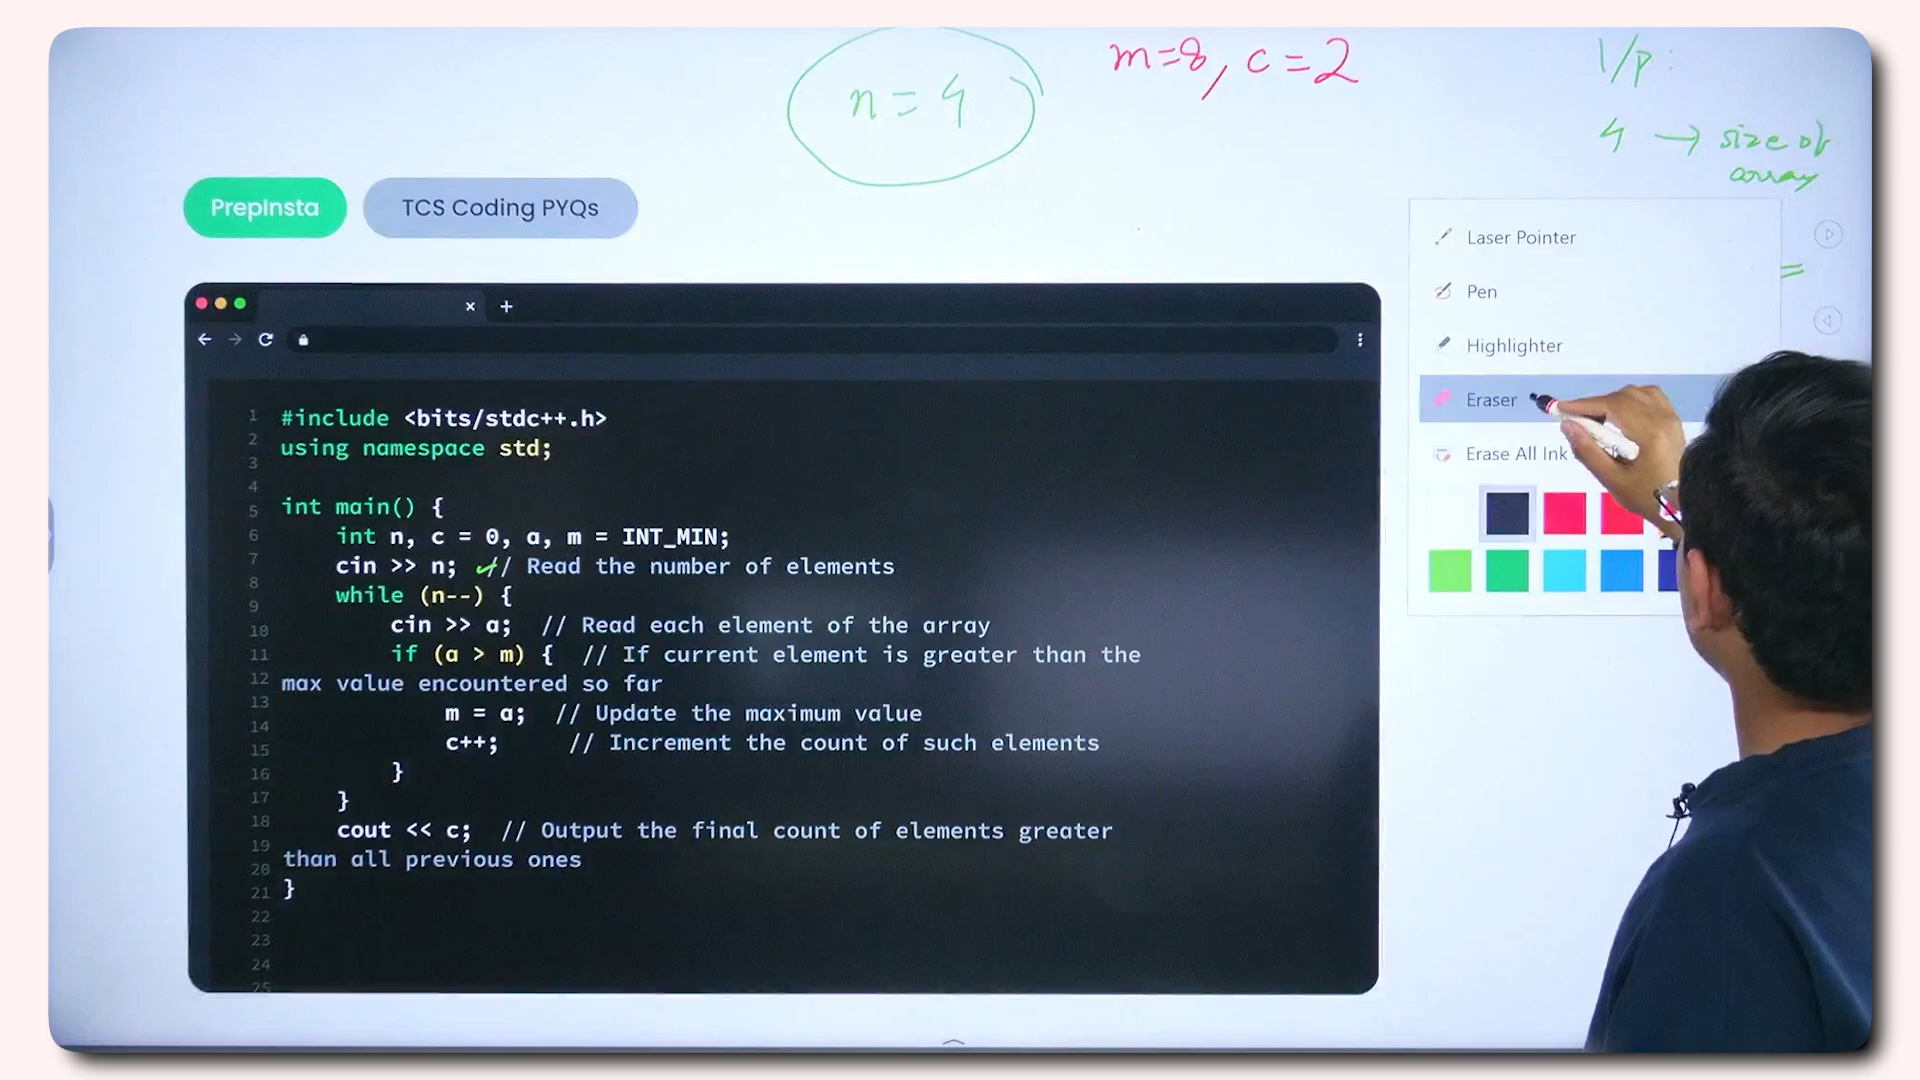 n = 4
m=8, c=2
I/p:
4 → size of
array
=
PrepInsta
TCS Coding PYQs
Laser Pointer
Pen
Highlighter
Eraser
Erase All Ink
1 #include <bits/stdc++.h>
2 using namespace std;
3
4
5 int main() {
6 int n, c = 0, a, m = INT_MIN;
7 cin >> n; // Read the number of elements
8 while (n--) {
9
10 cin >> a; // Read each element of the array
11 if (a > m) { // If current element is greater than the
12 max value encountered so far
13 m = a; // Update the maximum value
14
15 c++; // Increment the count of such elements
16 }
17 }
18 cout << c; // Output the final count of elements greater
19 than all previous ones
20
21 }
22
23
24
25